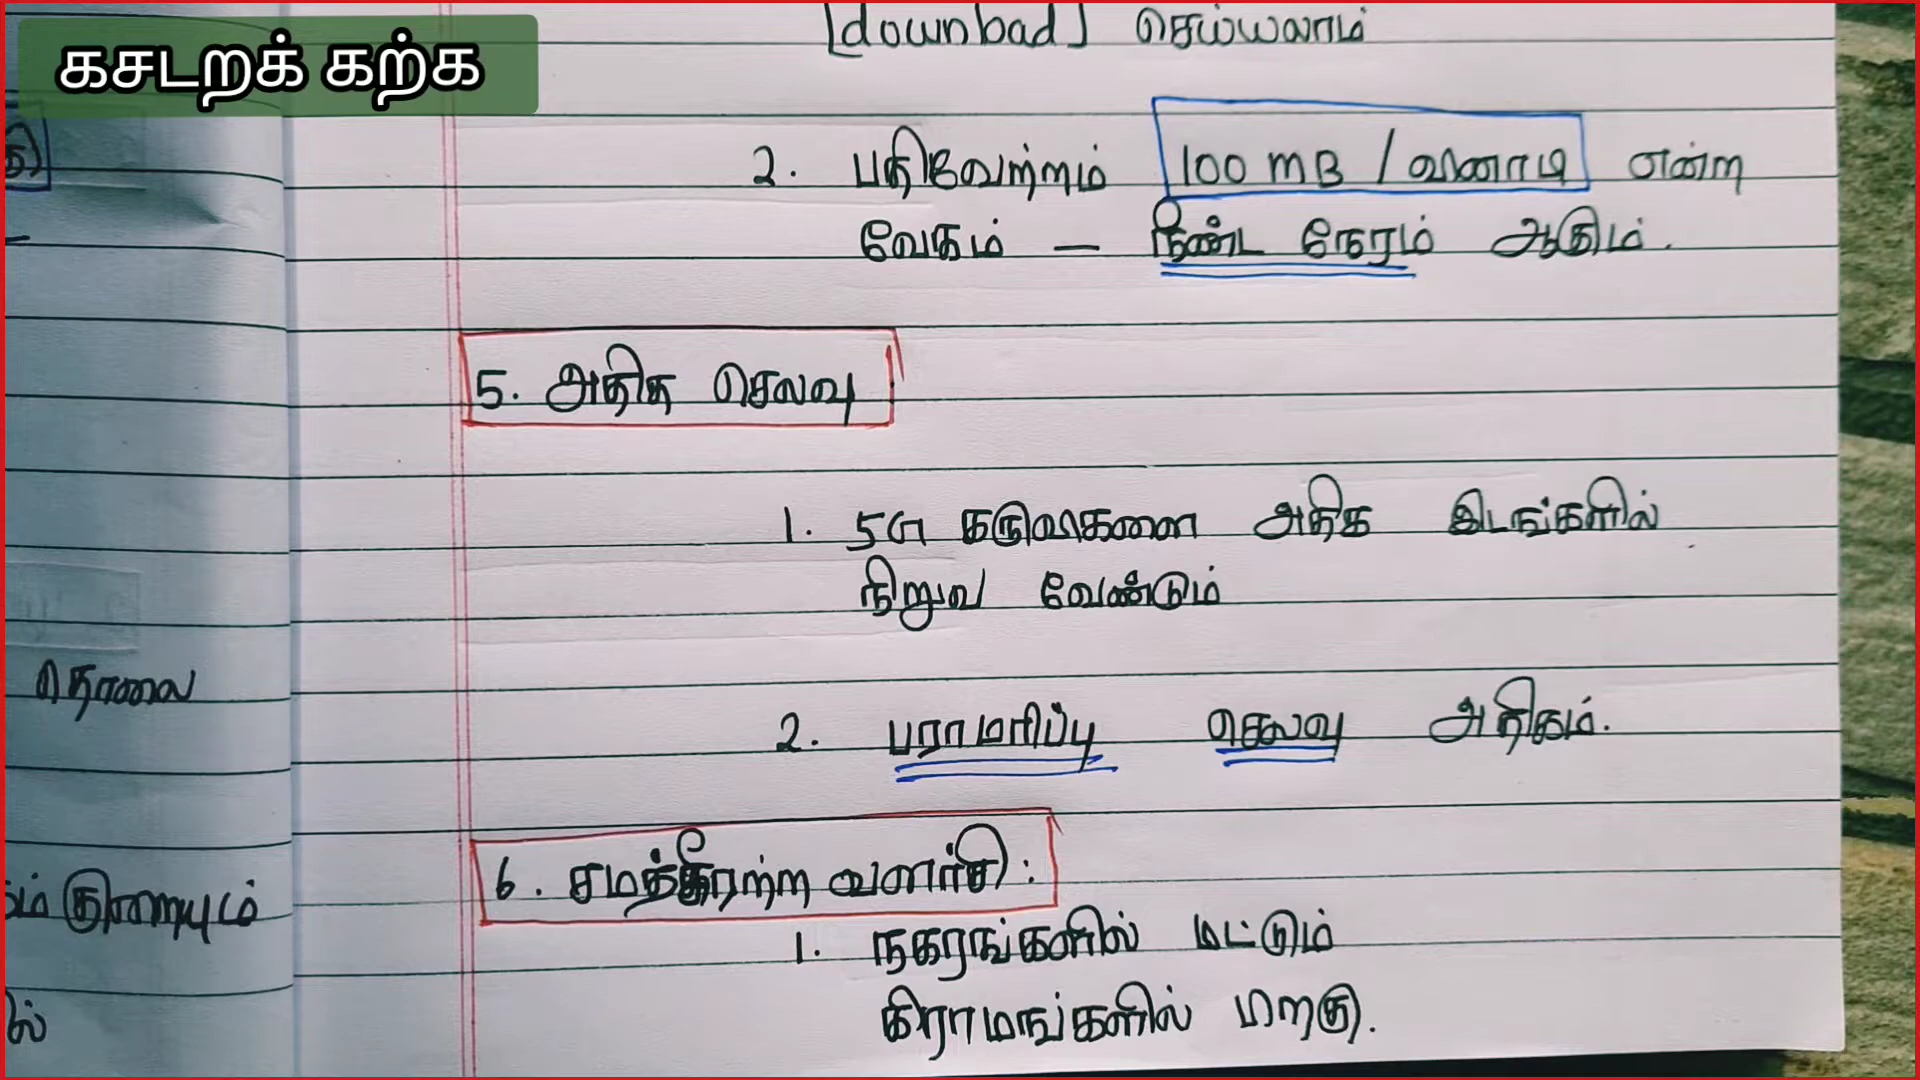 கசடறக் கற்க
[download] செய்யலாம்
2. பதிவேற்றம் 100 MB / வினாடி என்ற
வேகம் — நீண்ட நேரம் ஆகும்.
5. அதிக செலவு
1. 5G கருவிகளை அதிக இடங்களில்
நிறுவ வேண்டும்
2. பராமரிப்பு செலவு அதிகம்.
6. சமத்தீரற்ற வளர்ச்சி :
1. நகரங்களில் மட்டும்
கிராமங்களில் பிறகு.
தொலை
குறையும்